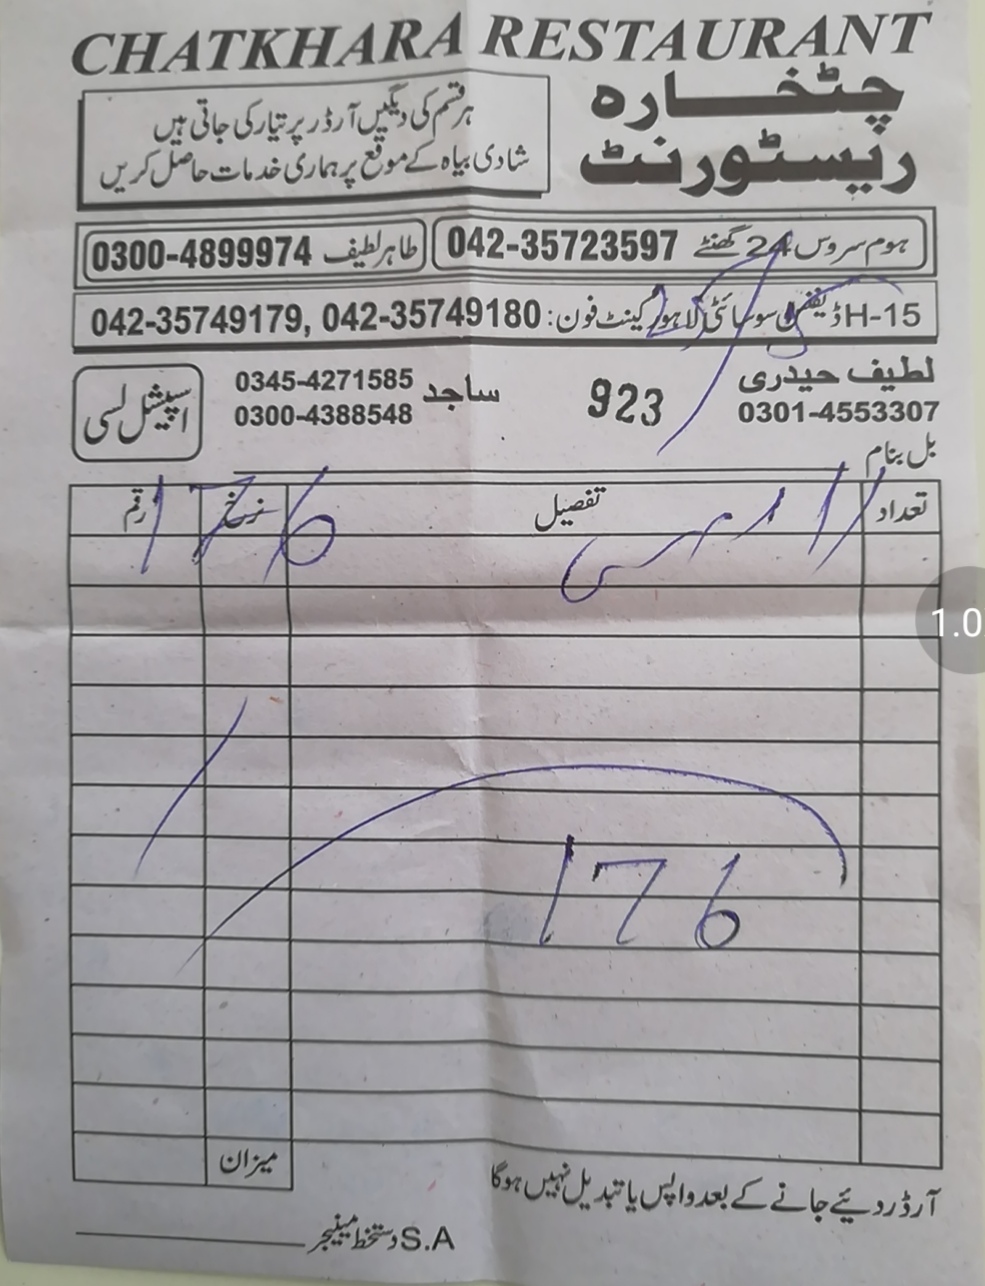 CHATKHARA RESTAURANT
چٹخارہ
ریسٹورنٹ
ہر قسم کی دیگیں آرڈر پر تیار کی جاتی ہیں
شادی بیاہ کے موقع پر ہماری خدمات حاصل کریں
ہوم سروس 24 گھنٹے 042-35723597
طاہر لطیف 0300-4899974
H-15 ڈیفنس سوسائٹی لاہور کینٹ فون: 042-35749179, 042-35749180
لطیف حیدری
0301-4553307
923
ساجد
0345-4271585
0300-4388548
اسپیشل لسی
بل بنام
تعداد تفصیل نرخ رقم
176
176
میزان
آرڈر دیئے جانے کے بعد واپس یا تبدیل نہیں ہوگا
S.A دستخط مینیجر
1.0